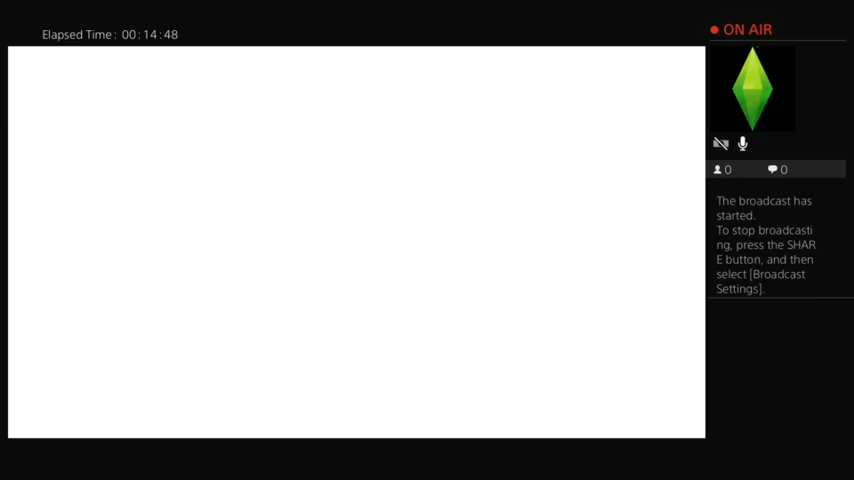 Elapsed Time: 00:14:48
ON AIR
0 0
The broadcast has
started.
To stop broadcasti
ng, press the SHAR
E button, and then
select [Broadcast
Settings].